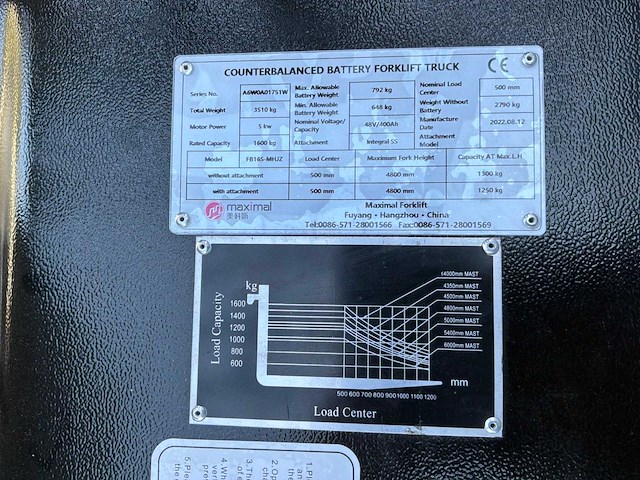 COUNTERBALANCED BATTERY FORKLIFT TRUCK CE
Series No. A6W0A01751W Max. Allowable Battery Weight 792 kg Nominal Load Center 500 mm
Total Weight 3510 kg Min. Allowable Battery Weight 648 kg Weight Without Battery 2790 kg
Motor Power 5 kw Nominal Voltage/ Capacity 48V/400Ah Manufacture Date 2022.08.12
Rated Capacity 1600 kg Attachment Integral SS Attachment Model
Model FB16S-MHJZ Load Center Maximum Fork Height Capacity AT Max.L.H
without attachment 500 mm 4800 mm 1300 kg
with attachment 500 mm 4800 mm 1250 kg
maximal
美科斯
Maximal Forklift
Fuyang · Hangzhou · China
Tel:0086-571-28001566 Fax:0086-571-28001569
kg
Load Capacity
1600
1400
1200
1000
800
600
≤4000mm MAST
4350mm MAST
4500mm MAST
4800mm MAST
5000mm MAST
5400mm MAST
6000mm MAST
mm
500 600 700 800 900 1000 1100 1200
Load Center